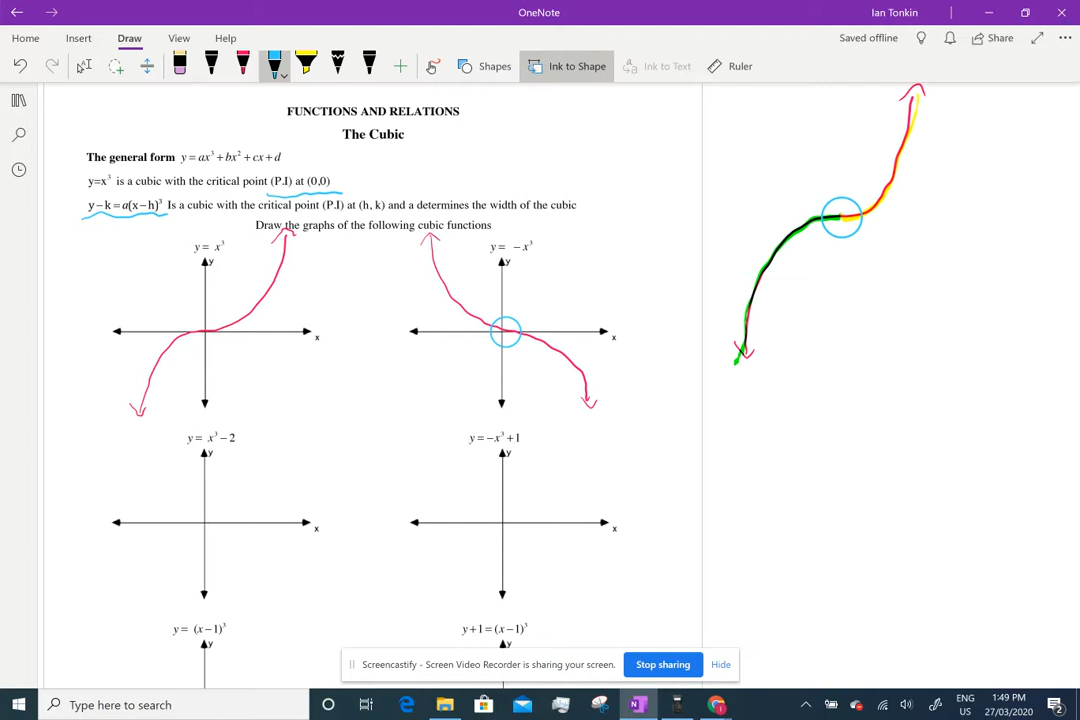 OneNote
Ian Tonkin
Home Insert Draw View Help
Saved offline Share
Shapes Ink to Shape Ink to Text Ruler
FUNCTIONS AND RELATIONS
The Cubic
The general form y = ax³ + bx² + cx + d
y=x³ is a cubic with the critical point (P.I) at (0,0)
y − k = a(x − h)³ Is a cubic with the critical point (P.I) at (h, k) and a determines the width of the cubic
Draw the graphs of the following cubic functions
y = x³ y = −x³
y y
x x
y = x³ − 2 y = −x³ + 1
y y
x x
y = (x − 1)³ y + 1 = (x − 1)³
y y
Screencastify - Screen Video Recorder is sharing your screen. Stop sharing Hide
Type here to search
ENG
US
1:49 PM
27/03/2020
2